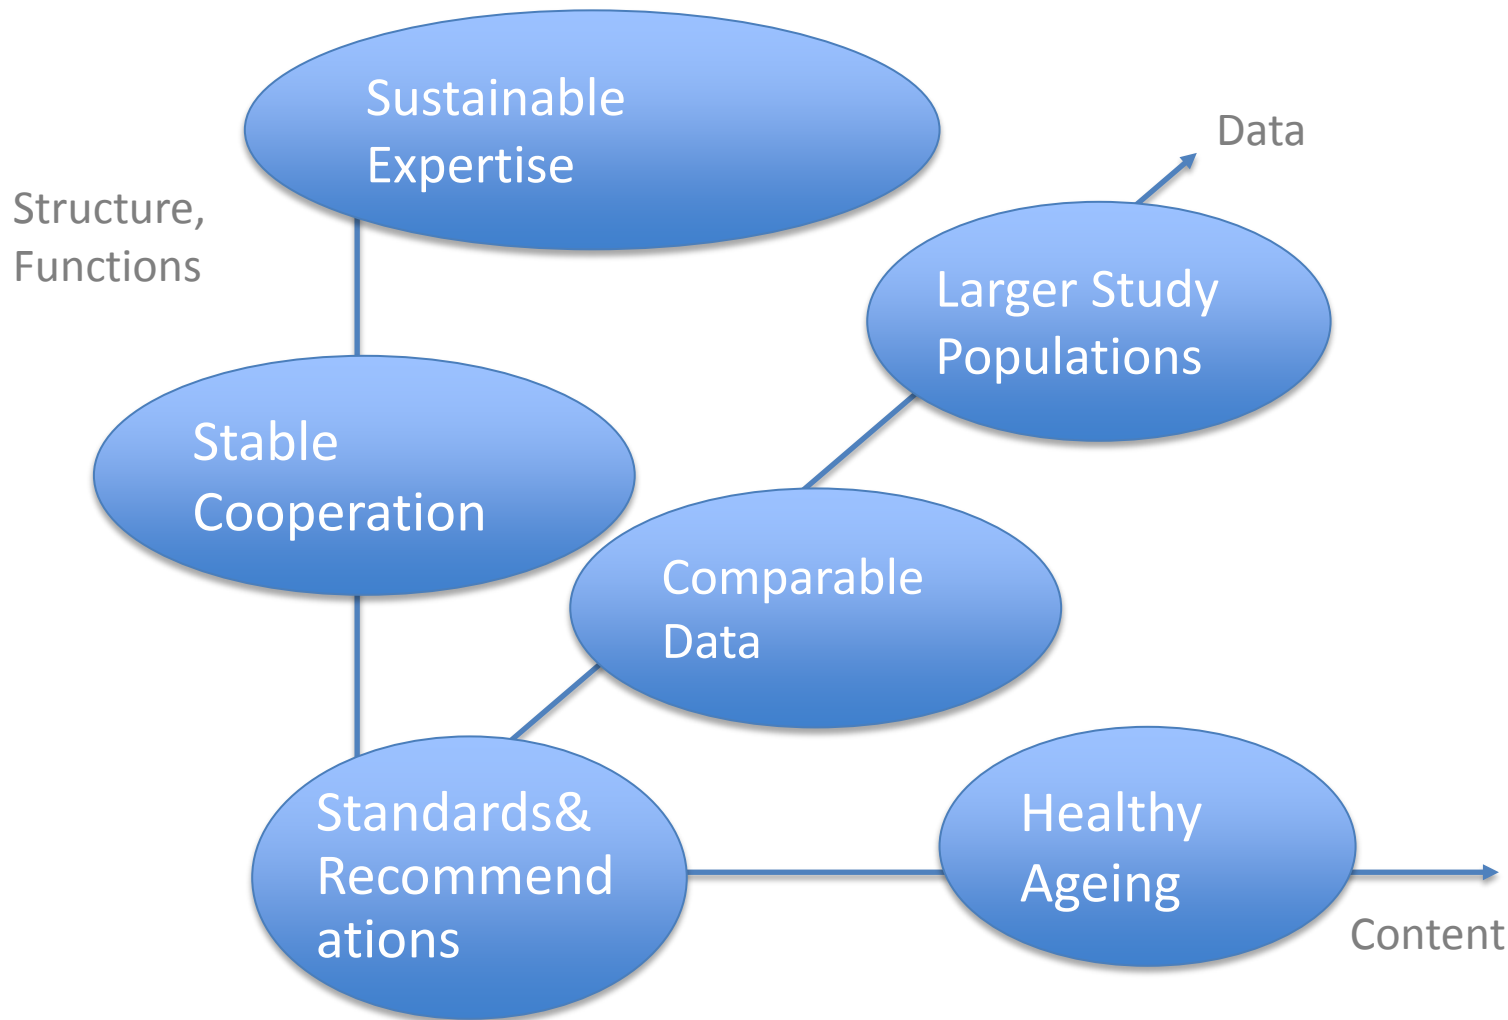 Sustainable
Expertise
Data
Structure,
Functions
Larger Study
Populations
Stable
Cooperation
Comparable
Data
Standards&
Recommend
ations
Healthy
Ageing
Content